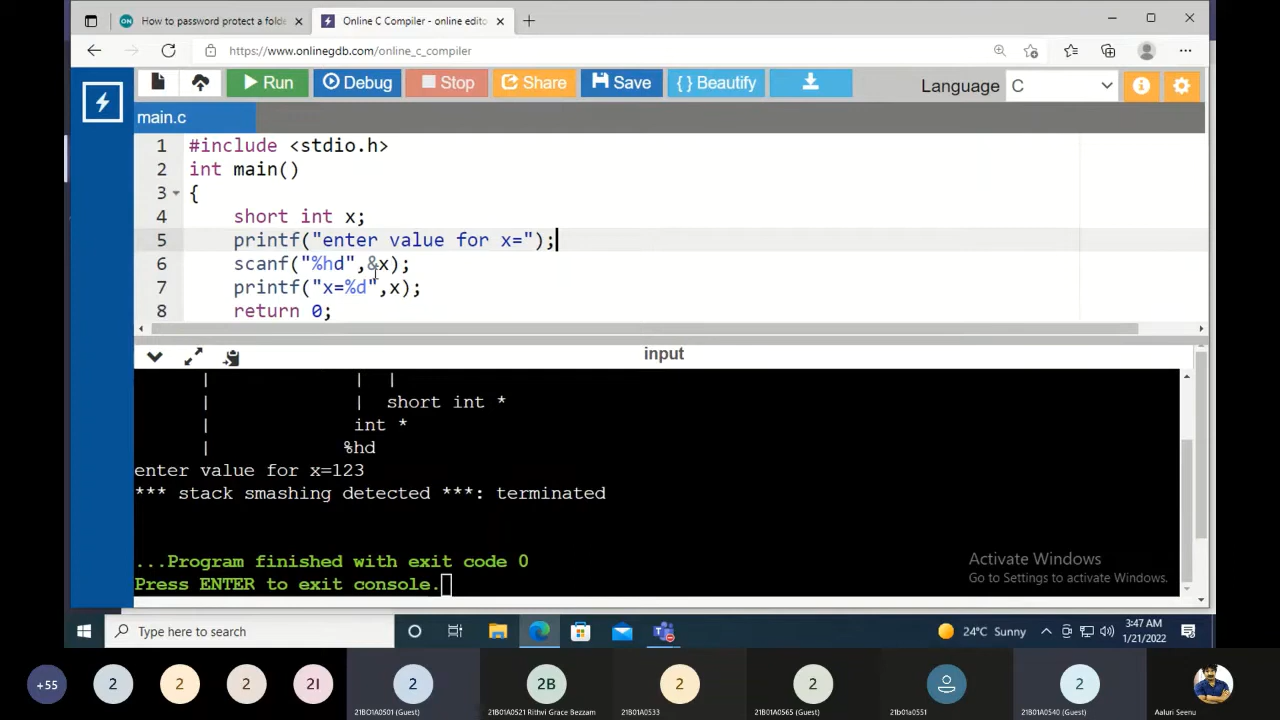 How to password protect a folde
Online C Compiler - online edito
https://www.onlinegdb.com/online_c_compiler
Run
Debug
Stop
Share
Save
{ } Beautify
Language
C
main.c
1 #include <stdio.h>
2 int main()
3 {
4 short int x;
5 printf("enter value for x=");
6 scanf("%hd",&x);
7 printf("x=%d",x);
8 return 0;
input
| | |
| | short int *
| int *
| %hd
enter value for x=123
*** stack smashing detected ***: terminated
...Program finished with exit code 0
Press ENTER to exit console.
Activate Windows
Go to Settings to activate Windows.
Type here to search
24°C Sunny
3:47 AM
1/21/2022
+55
2
2
2
2I
2
2B
2
2
2
21BO1A0501 (Guest)
21B01A0521 Rithwi Grace Bezzam
21B01A0533
21B01A0565 (Guest)
21b01a0551
21B01A0540 (Guest)
Aaluri Seenu